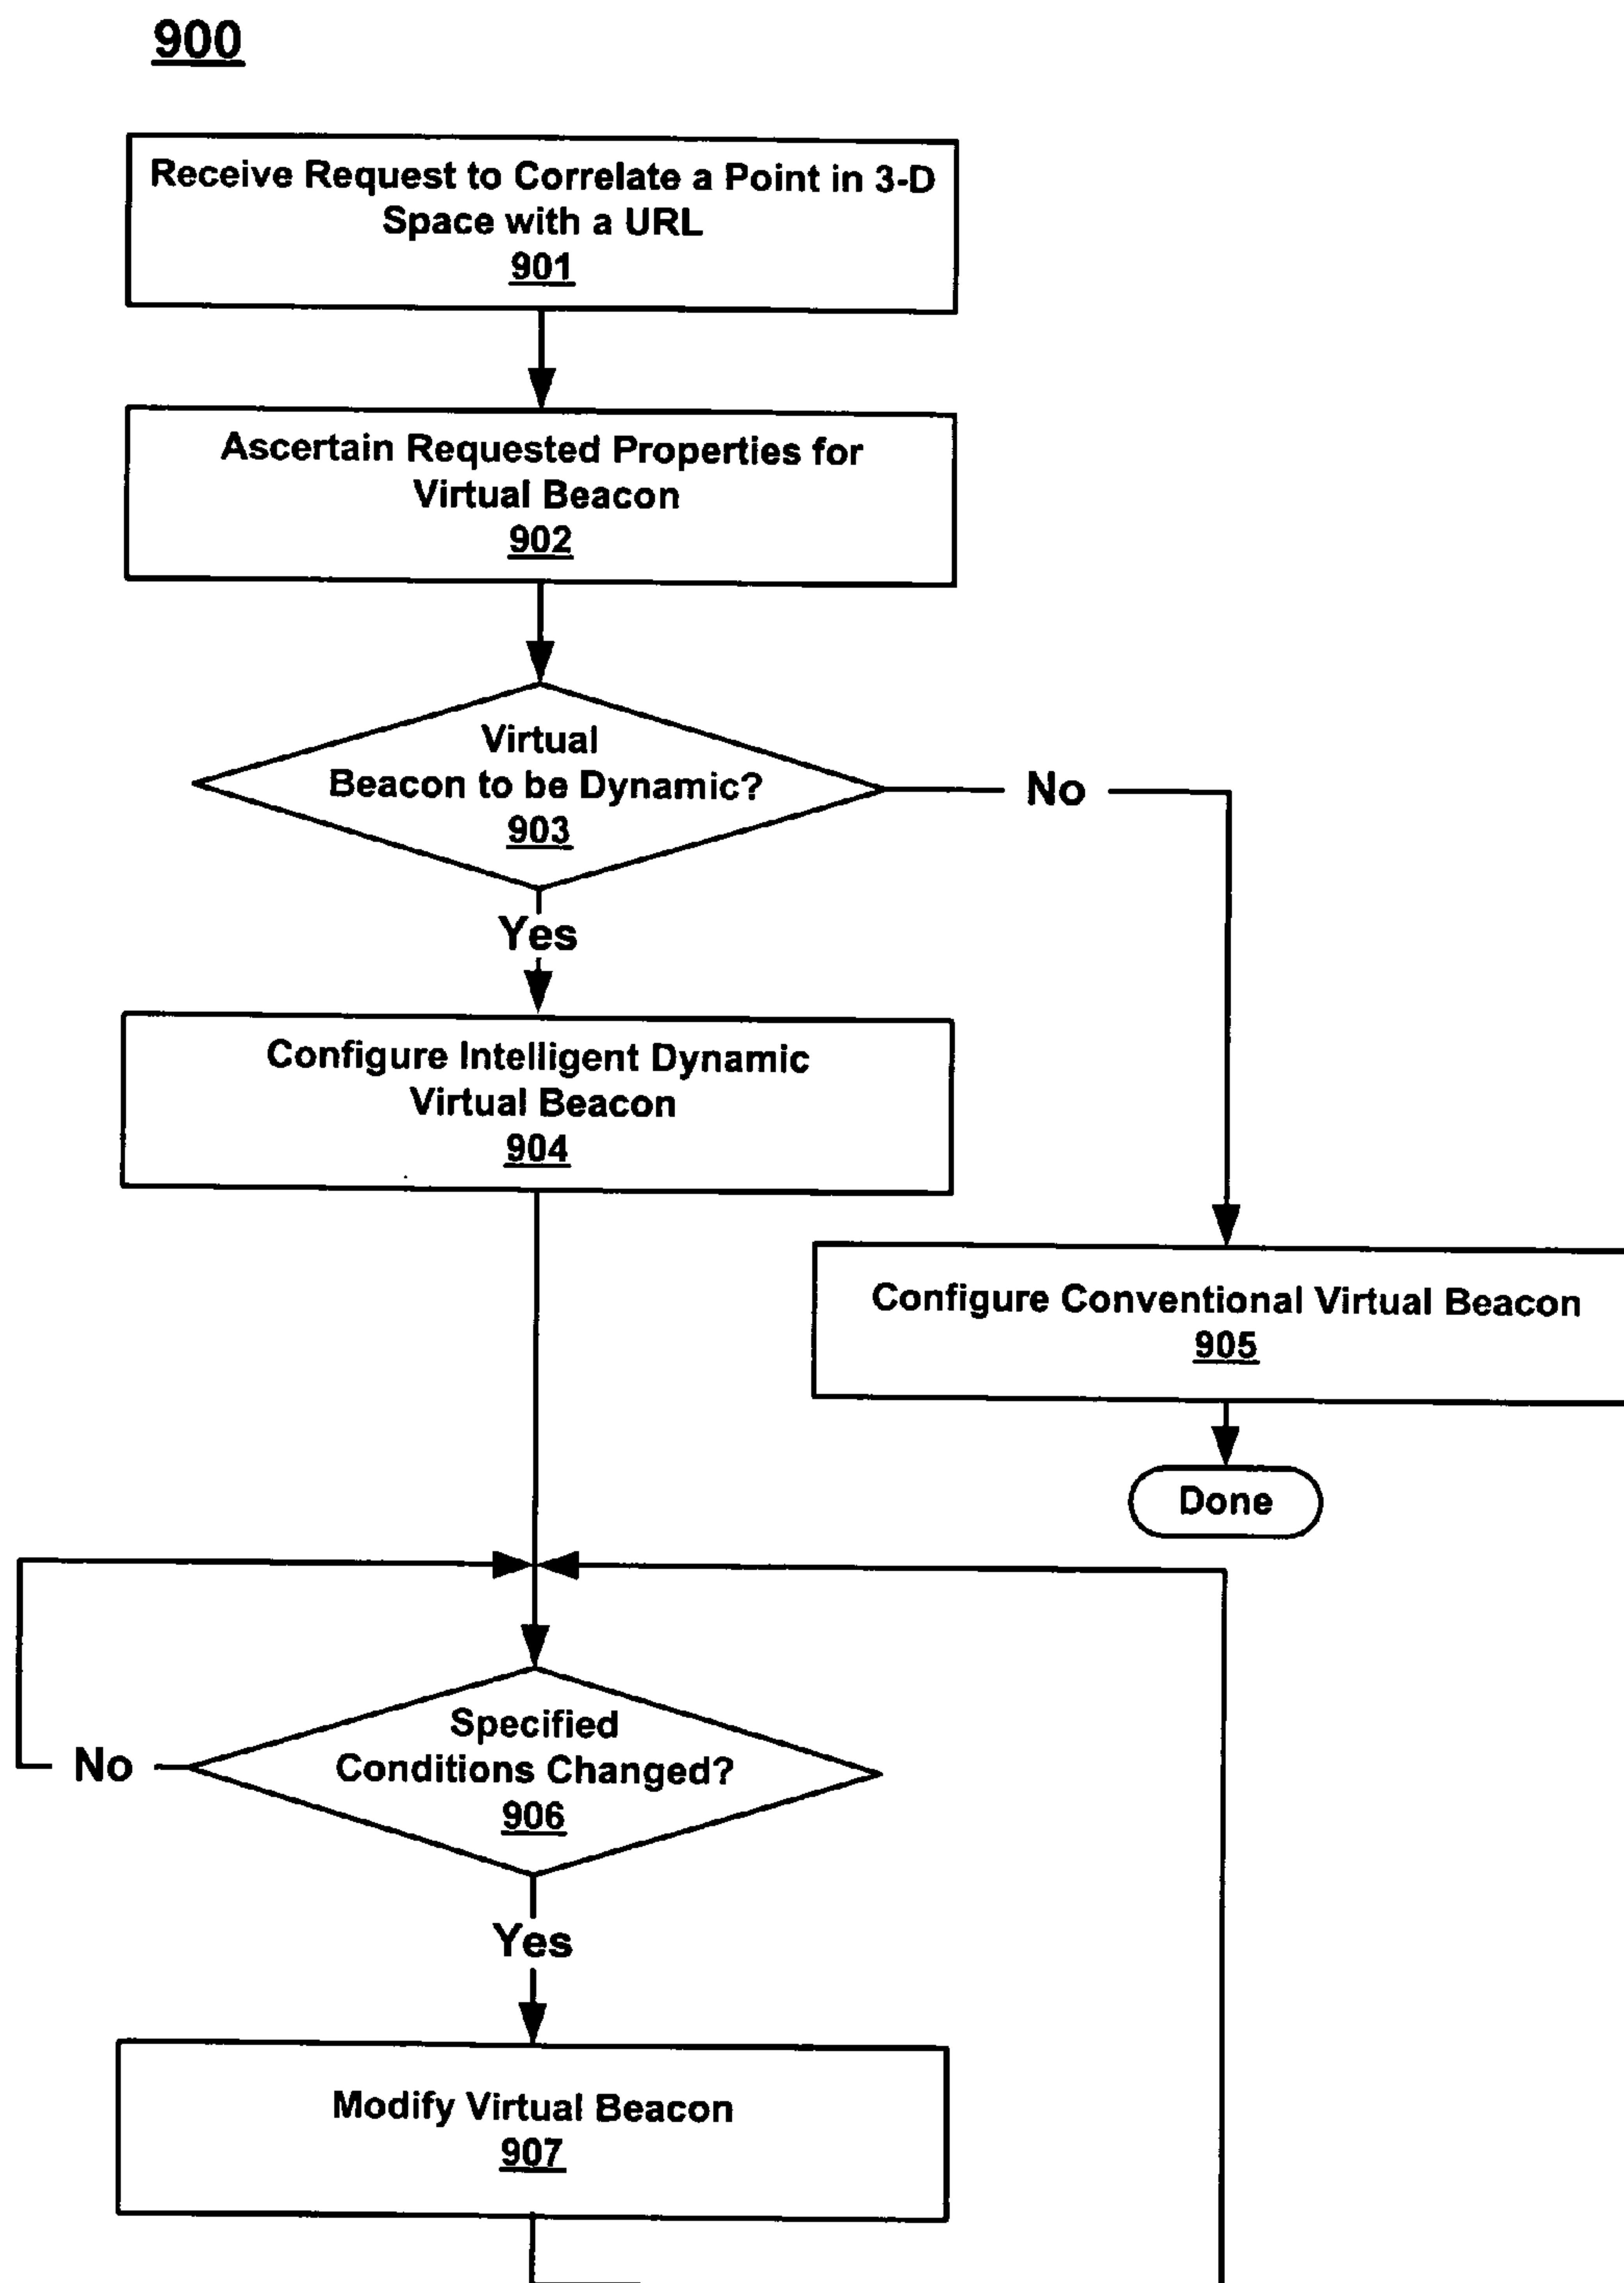 900
Receive Request to Correlate a Point in 3-D
Space with a URL
901
Ascertain Requested Properties for
Virtual Beacon
902
Virtual
Beacon to be Dynamic?
903
No
Yes
Configure Intelligent Dynamic
Virtual Beacon
904
Configure Conventional Virtual Beacon
905
Done
Specified
Conditions Changed?
906
No
Yes
Modify Virtual Beacon
907